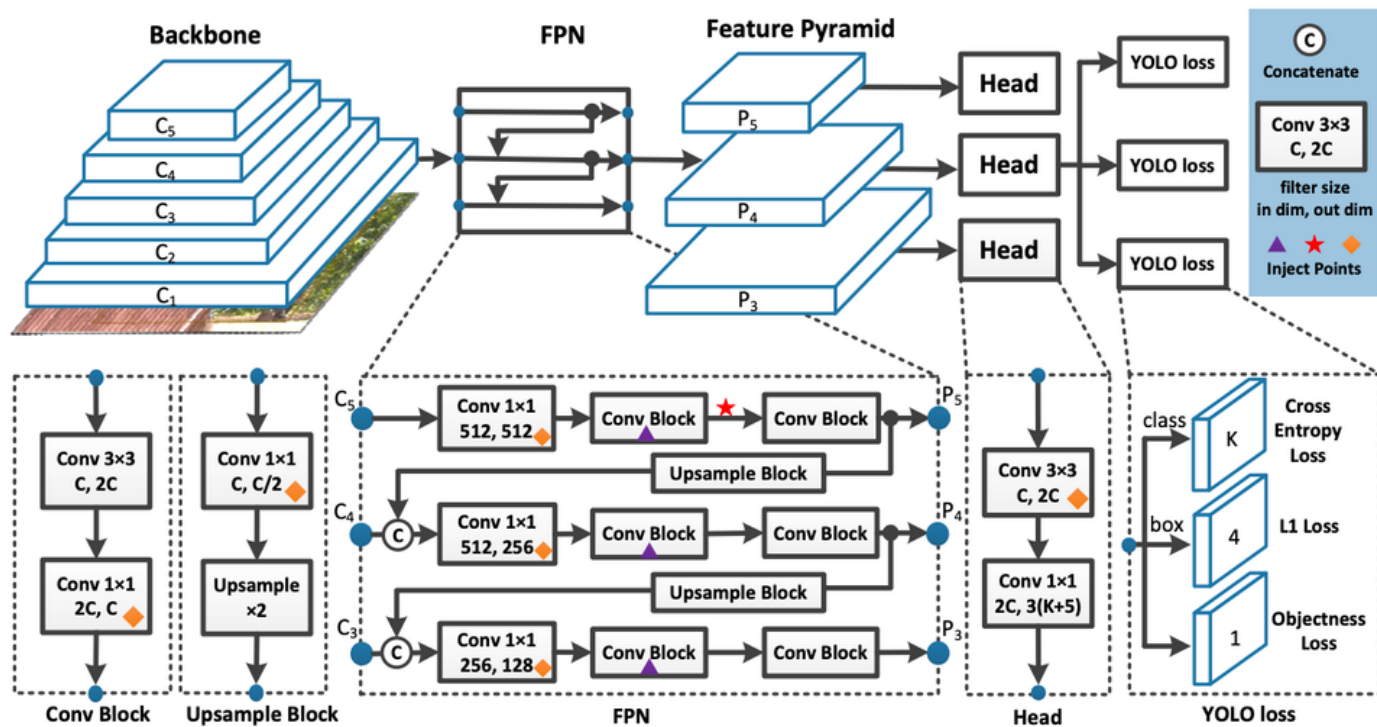 Backbone
FPN
Feature Pyramid
C5
C4
C3
C2
C1
P5
P4
P3
Head
Head
Head
YOLO loss
YOLO loss
YOLO loss
C
Concatenate
Conv 3×3
C, 2C
filter size
in dim, out dim
Inject Points
Conv 3×3
C, 2C
Conv 1×1
2C, C
Conv Block
Conv 1×1
C, C/2
Upsample
×2
Upsample Block
C5
Conv 1×1
512, 512
Conv Block
Conv Block
P5
Upsample Block
C4
C
Conv 1×1
512, 256
Conv Block
Conv Block
P4
Upsample Block
C3
C
Conv 1×1
256, 128
Conv Block
Conv Block
P3
FPN
Conv 3×3
C, 2C
Conv 1×1
2C, 3(K+5)
Head
class
K
Cross
Entropy
Loss
box
4
L1 Loss
1
Objectness
Loss
YOLO loss